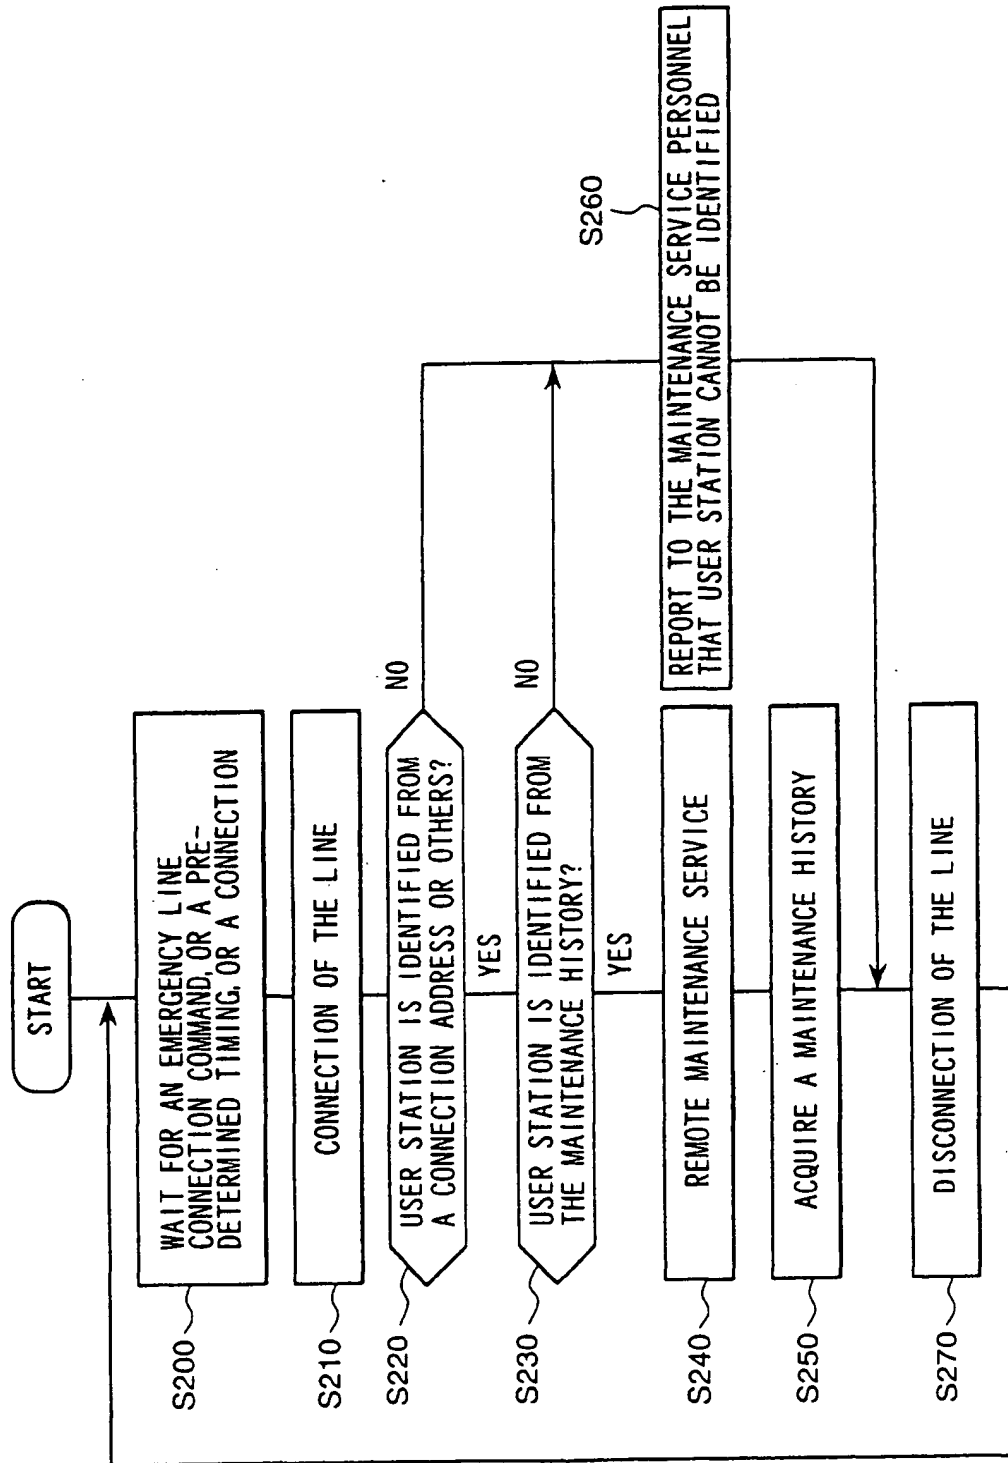 START
S200
WAIT FOR AN EMERGENCY LINE
CONNECTION COMMAND, OR A PRE-
DETERMINED TIMING, OR A CONNECTION
S210
CONNECTION OF THE LINE
S220
USER STATION IS IDENTIFIED FROM
A CONNECTION ADDRESS OR OTHERS?
NO
YES
S230
USER STATION IS IDENTIFIED FROM
THE MAINTENANCE HISTORY?
NO
YES
S240
REMOTE MAINTENANCE SERVICE
S260
REPORT TO THE MAINTENANCE SERVICE PERSONNEL
THAT USER STATION CANNOT BE IDENTIFIED
S250
ACQUIRE A MAINTENANCE HISTORY
S270
DISCONNECTION OF THE LINE